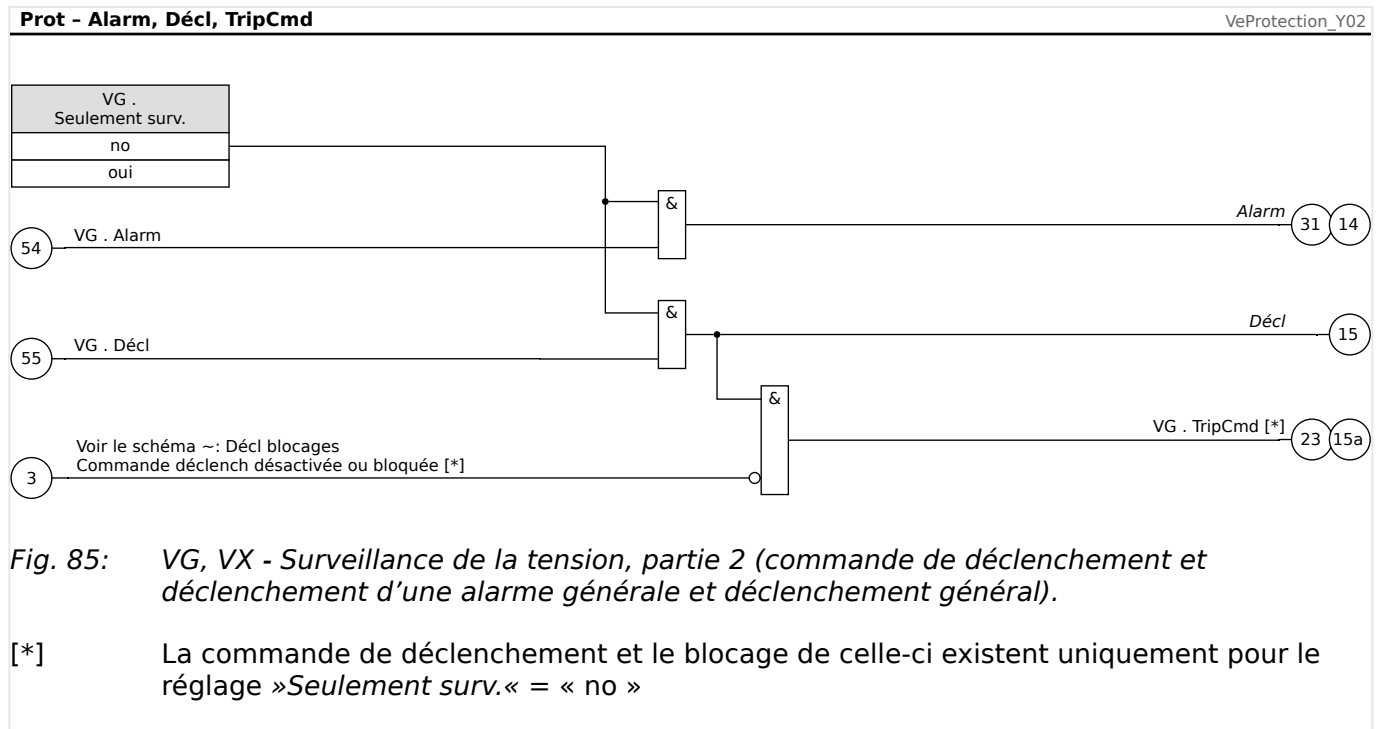 Prot – Alarm, Décl, TripCmd
VeProtection_Y02
VG .
Seulement surv.
no
oui
&
Alarm
31
14
54
VG . Alarm
&
Décl
15
55
VG . Décl
&
VG . TripCmd [*]
23
15a
Voir le schéma ~: Décl blocages
Commande déclench désactivée ou bloquée [*]
3
Fig. 85: VG, VX - Surveillance de la tension, partie 2 (commande de déclenchement et
déclenchement d’une alarme générale et déclenchement général).
[*] La commande de déclenchement et le blocage de celle-ci existent uniquement pour le
réglage »Seulement surv.« = « no »